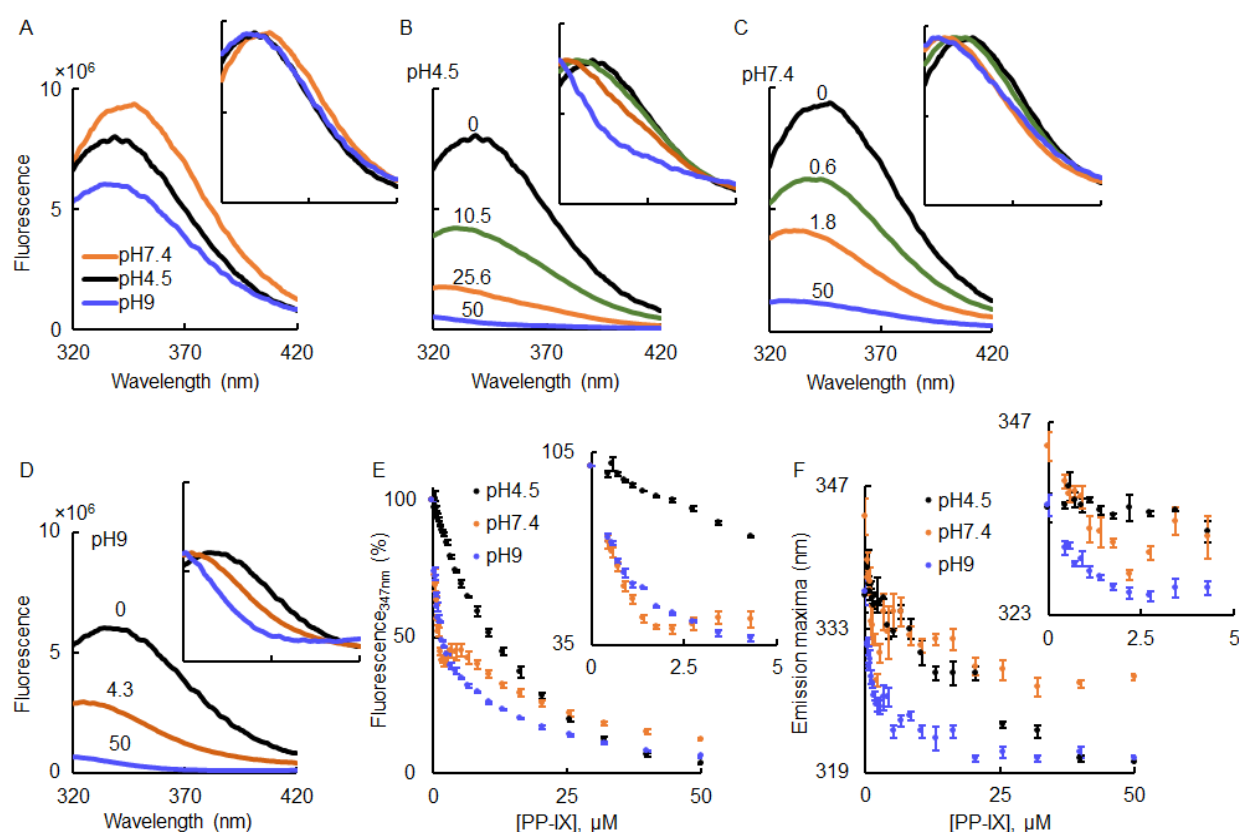 A
×10⁶
10
5
0
Fluorescence
pH7.4
pH4.5
pH9
320 370 420
Wavelength (nm)
B
pH4.5
0
10.5
25.6
50
320 370 420
Wavelength (nm)
C
pH7.4
0
0.6
1.8
50
320 370 420
Wavelength (nm)
D
×10⁶
10
5
0
Fluorescence
pH9
0
4.3
50
320 370 420
Wavelength (nm)
E
100
50
0
Fluorescence347nm (%)
pH4.5
pH7.4
pH9
105
35
0 2.5 5
0 25 50
[PP-IX], µM
F
347
333
319
Emission maxima (nm)
pH4.5
pH7.4
pH9
347
323
0 2.5 5
0 25 50
[PP-IX], µM